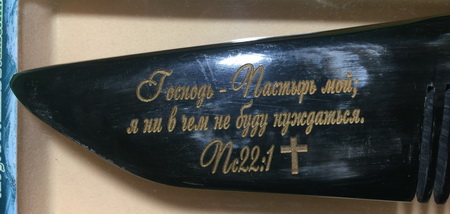 Господь - Пастырь мой;
я ни в чем не буду нуждаться.
Пс22:1